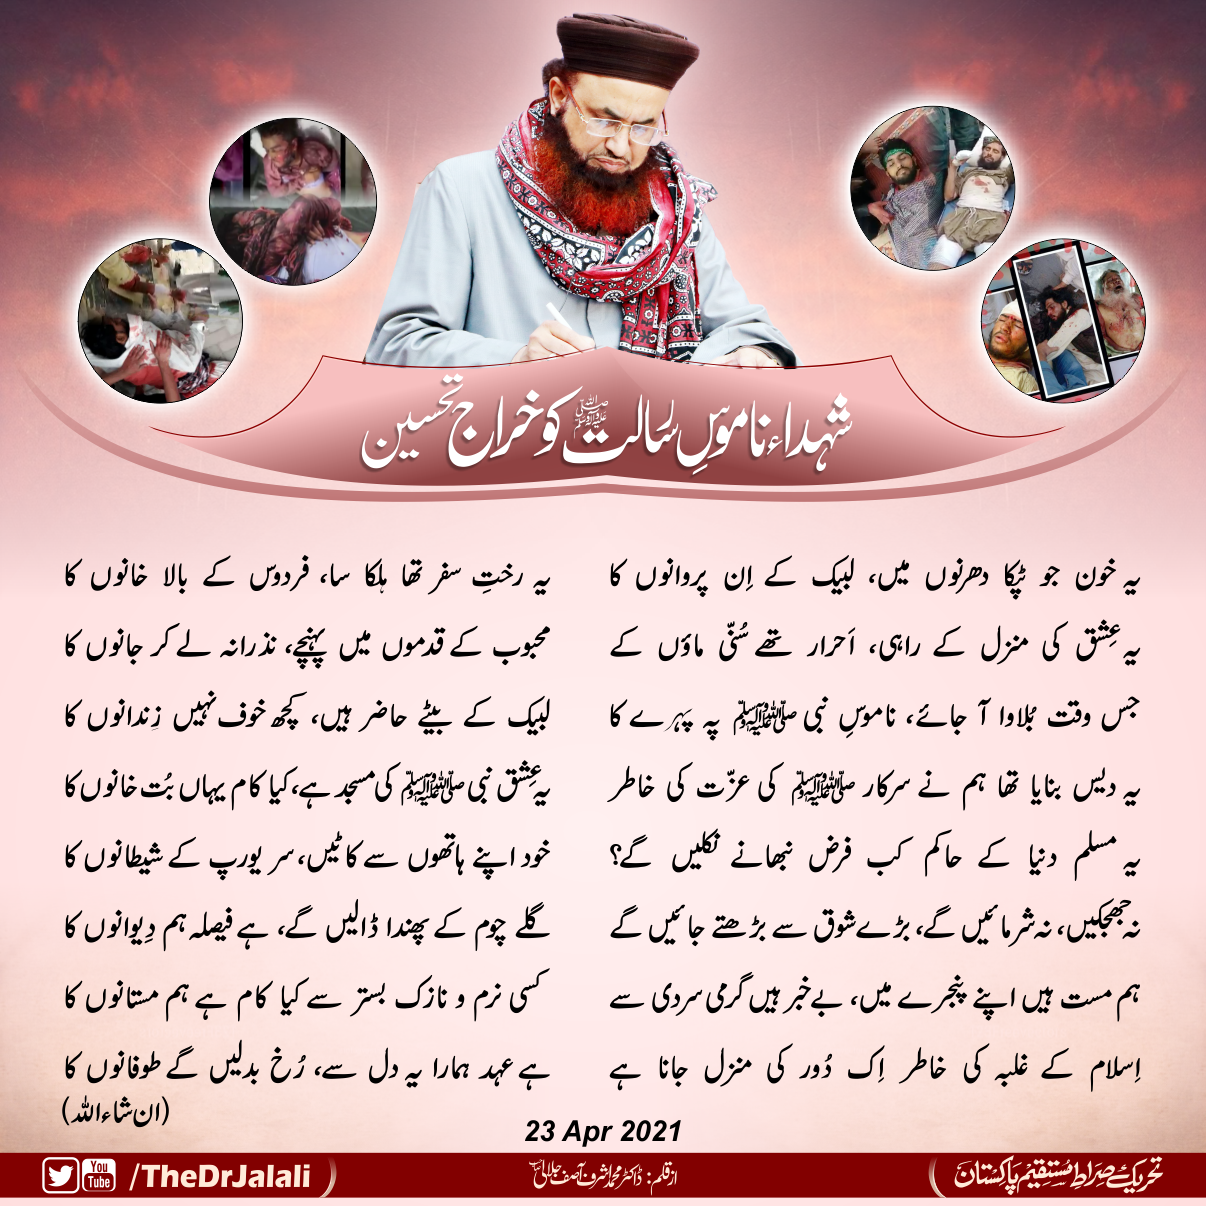 شہداء ناموسِ رسالت ﷺ کو خراجِ تحسین
یہ خون جو ٹپکا دھرنوں میں، لبیک کے اِن پروانوں کا یہ رختِ سفر تھا ہلکا سا، فردوس کے بالا خانوں کا
یہ عِشق کی منزل کے راہی، اَحرار تھے سُنّی ماؤں کے محبوب کے قدموں میں پہنچے، نذرانہ لے کر جانوں کا
جس وقت بُلاوا آ جائے، ناموسِ نبی ﷺ پہ پَہرے کا لبیک کے بیٹے حاضر ہیں، کچھ خوف نہیں زِندانوں کا
یہ دیس بنایا تھا ہم نے سرکار ﷺ کی عزّت کی خاطر یہ عِشق نبی ﷺ کی مسجد ہے، کیا کام یہاں بُت خانوں کا
یہ مسلم دنیا کے حاکم کب فرض نبھانے نکلیں گے؟ خود اپنے ہاتھوں سے کاٹیں، سر یورپ کے شیطانوں کا
نہ جھجکیں، نہ شرمائیں گے، بڑے شوق سے بڑھتے جائیں گے گلے چوم کے پھندا ڈالیں گے، ہے فیصلہ ہم دِیوانوں کا
ہم مست ہیں اپنے پنجرے میں، بے خبر ہیں گرمی سردی سے کسی نرم و نازک بستر سے کیا کام ہے ہم مستانوں کا
اِسلام کے غلبہ کی خاطر اِک دُور کی منزل جانا ہے ہے عہد ہمارا یہ دل سے، رُخ بدلیں گے طوفانوں کا
(ان شاء اللہ)
23 Apr 2021
تحریک صِراطِ مُستقیم پاکستان
از قلم: ڈاکٹر محمد اشرف آصف جلالی
You Tube /TheDrJalali